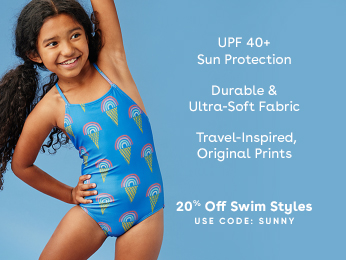 UPF 40+
Sun Protection
Durable &
Ultra-Soft Fabric
Travel-Inspired,
Original Prints
20% Off Swim Styles
USE CODE: SUNNY